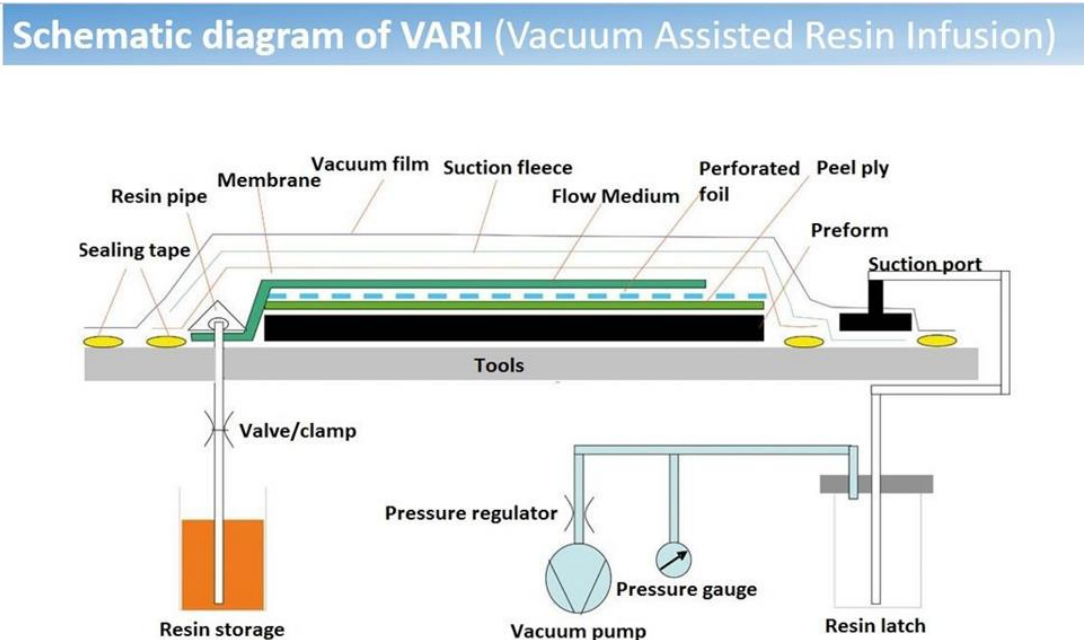 Schematic diagram of VARI (Vacuum Assisted Resin Infusion)
Vacuum film
Suction fleece
Perforated
foil
Peel ply
Membrane
Resin pipe
Flow Medium
Preform
Sealing tape
Suction port
Tools
Valve/clamp
Pressure regulator
Pressure gauge
Resin storage
Vacuum pump
Resin latch